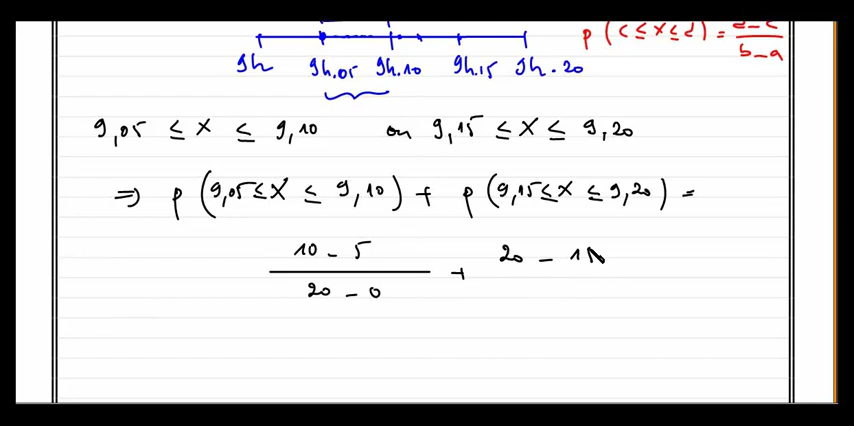 p (c ≤ x ≤ d) = d-c / b-a
9h 9h.05 9h.10 9h.15 9h.20
9,05 ≤ x ≤ 9,10 ou 9,15 ≤ x ≤ 9,20
⇒ p (9,05 ≤ x ≤ 9,10) + p (9,15 ≤ x ≤ 9,20) =
10 - 5 / 20 - 0 + 20 - 1